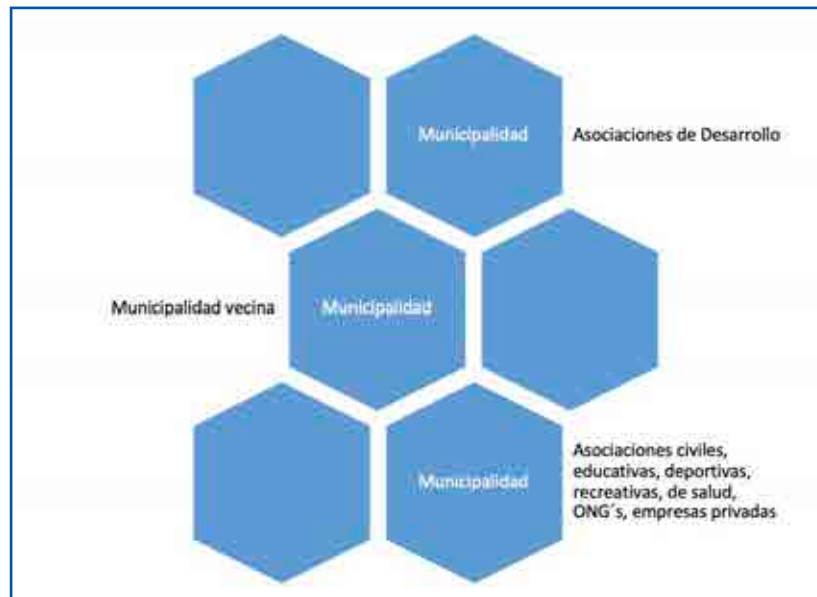 Municipalidad
Asociaciones de Desarrollo
Municipalidad vecina
Municipalidad
Municipalidad
Asociaciones civiles,
educativas, deportivas,
recreativas, de salud,
ONG´s, empresas privadas